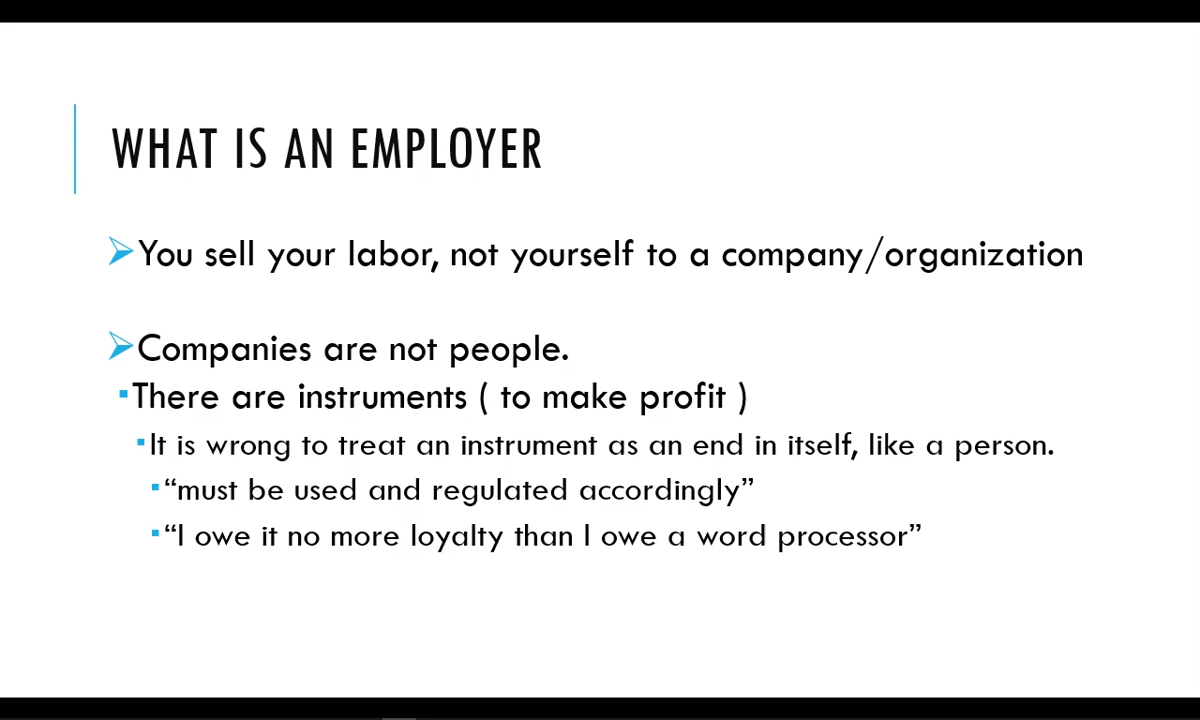 WHAT IS AN EMPLOYER
You sell your labor, not yourself to a company/organization
Companies are not people.
There are instruments ( to make profit )
It is wrong to treat an instrument as an end in itself, like a person.
“must be used and regulated accordingly”
“I owe it no more loyalty than I owe a word processor”